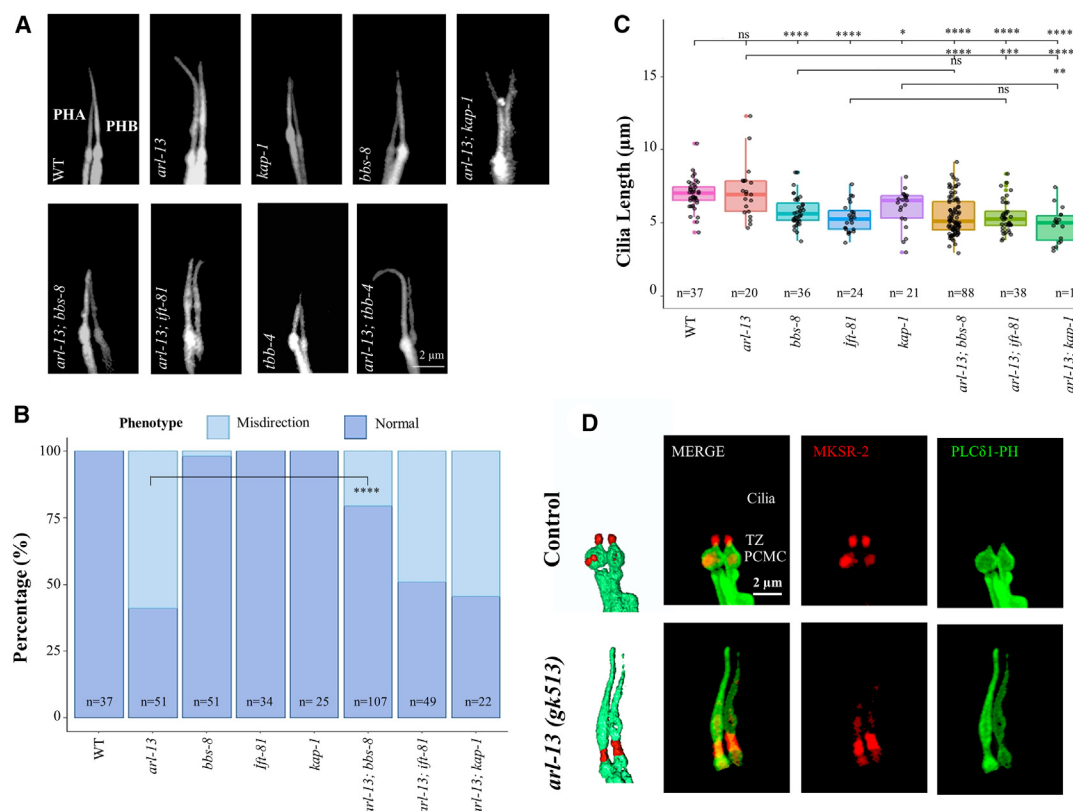 A
WT
PHA
PHB
arl-13
kap-1
bbs-8
arl-13; kap-1
arl-13; bbs-8
arl-13; ift-81
tbb-4
arl-13; tbb-4
2 µm
B
Phenotype
Misdirection
Normal
Percentage (%)
100
75
50
25
0
****
n=37
n=51
n=51
n=34
n= 25
n=107
n=49
n=22
WT
arl-13
bbs-8
ift-81
kap-1
arl-13; bbs-8
arl-13; ift-81
arl-13; kap-1
C
Cilia Length (µm)
15
10
5
0
ns
****
****
*
****
****
****
****
***
****
ns
**
ns
n=37
n=20
n=36
n=24
n= 21
n=88
n=38
n=1
WT
arl-13
bbs-8
ift-81
kap-1
arl-13; bbs-8
arl-13; ift-81
arl-13; kap-1
D
Control
MERGE
MKSR-2
PLCδ1-PH
Cilia
TZ
PCMC
2 µm
arl-13 (gk513)